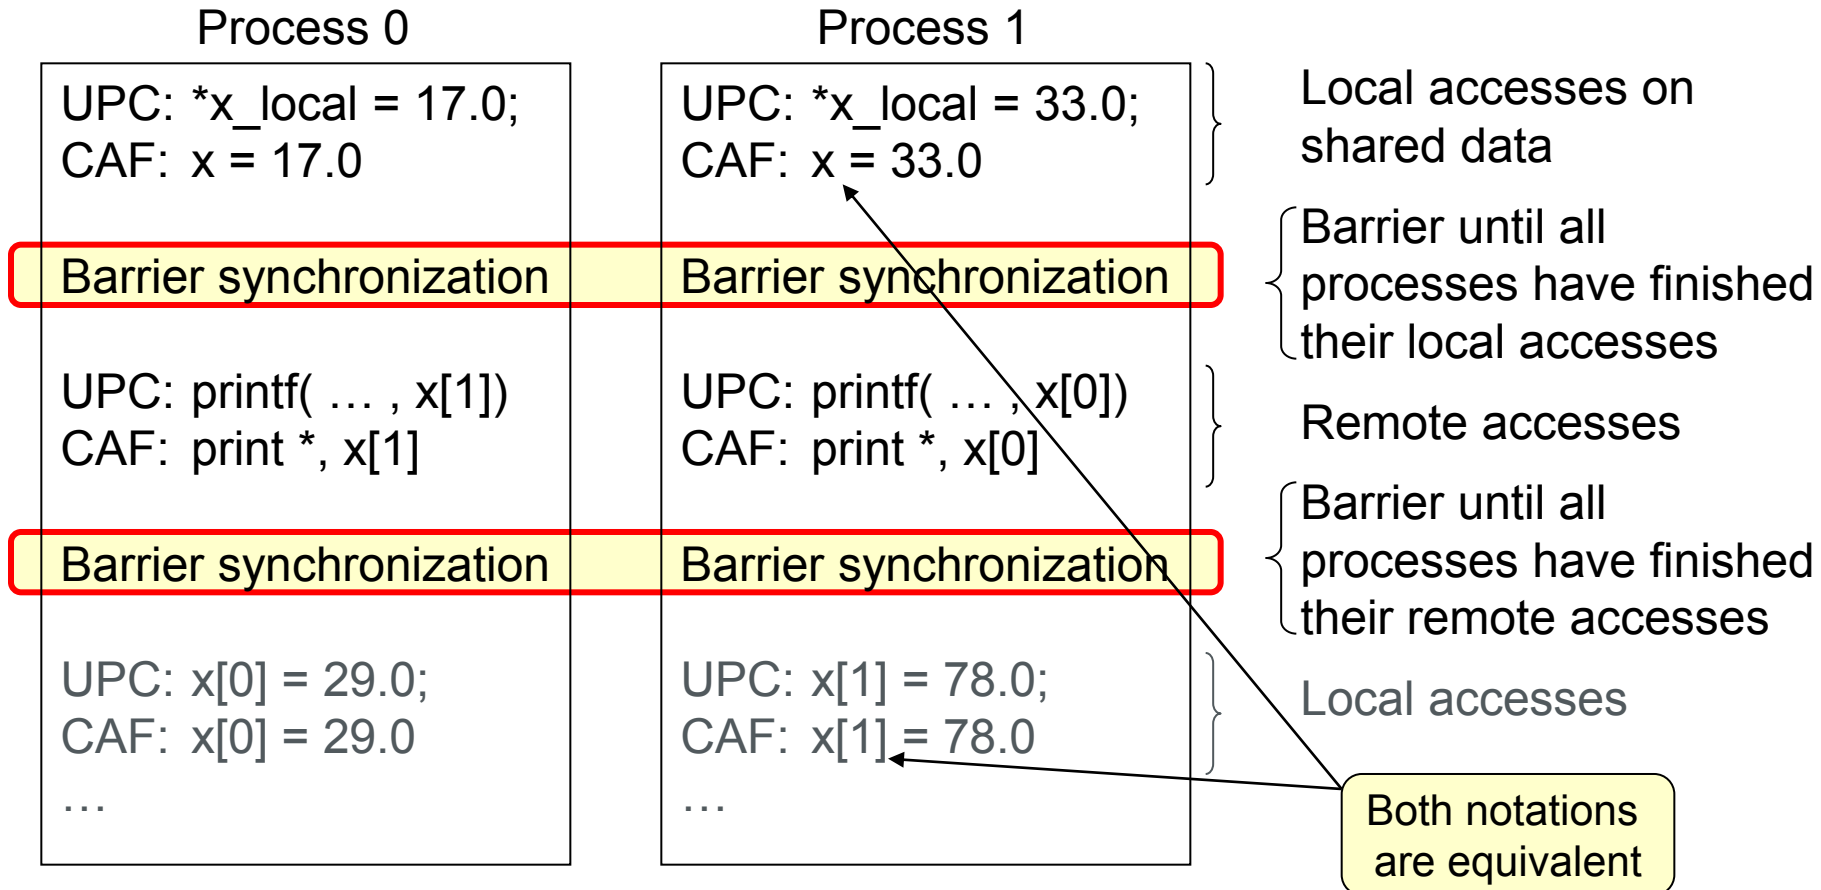 Process 0
Process 1
UPC: *x_local = 17.0;
CAF: x = 17.0
UPC: *x_local = 33.0;
CAF: x = 33.0
Local accesses on
shared data
Barrier synchronization
Barrier synchronization
Barrier until all
processes have finished
their local accesses
UPC: printf( … , x[1])
CAF: print *, x[1]
UPC: printf( … , x[0])
CAF: print *, x[0]
Remote accesses
Barrier synchronization
Barrier synchronization
Barrier until all
processes have finished
their remote accesses
UPC: x[0] = 29.0;
CAF: x[0] = 29.0
…
UPC: x[1] = 78.0;
CAF: x[1] = 78.0
…
Local accesses
Both notations
are equivalent